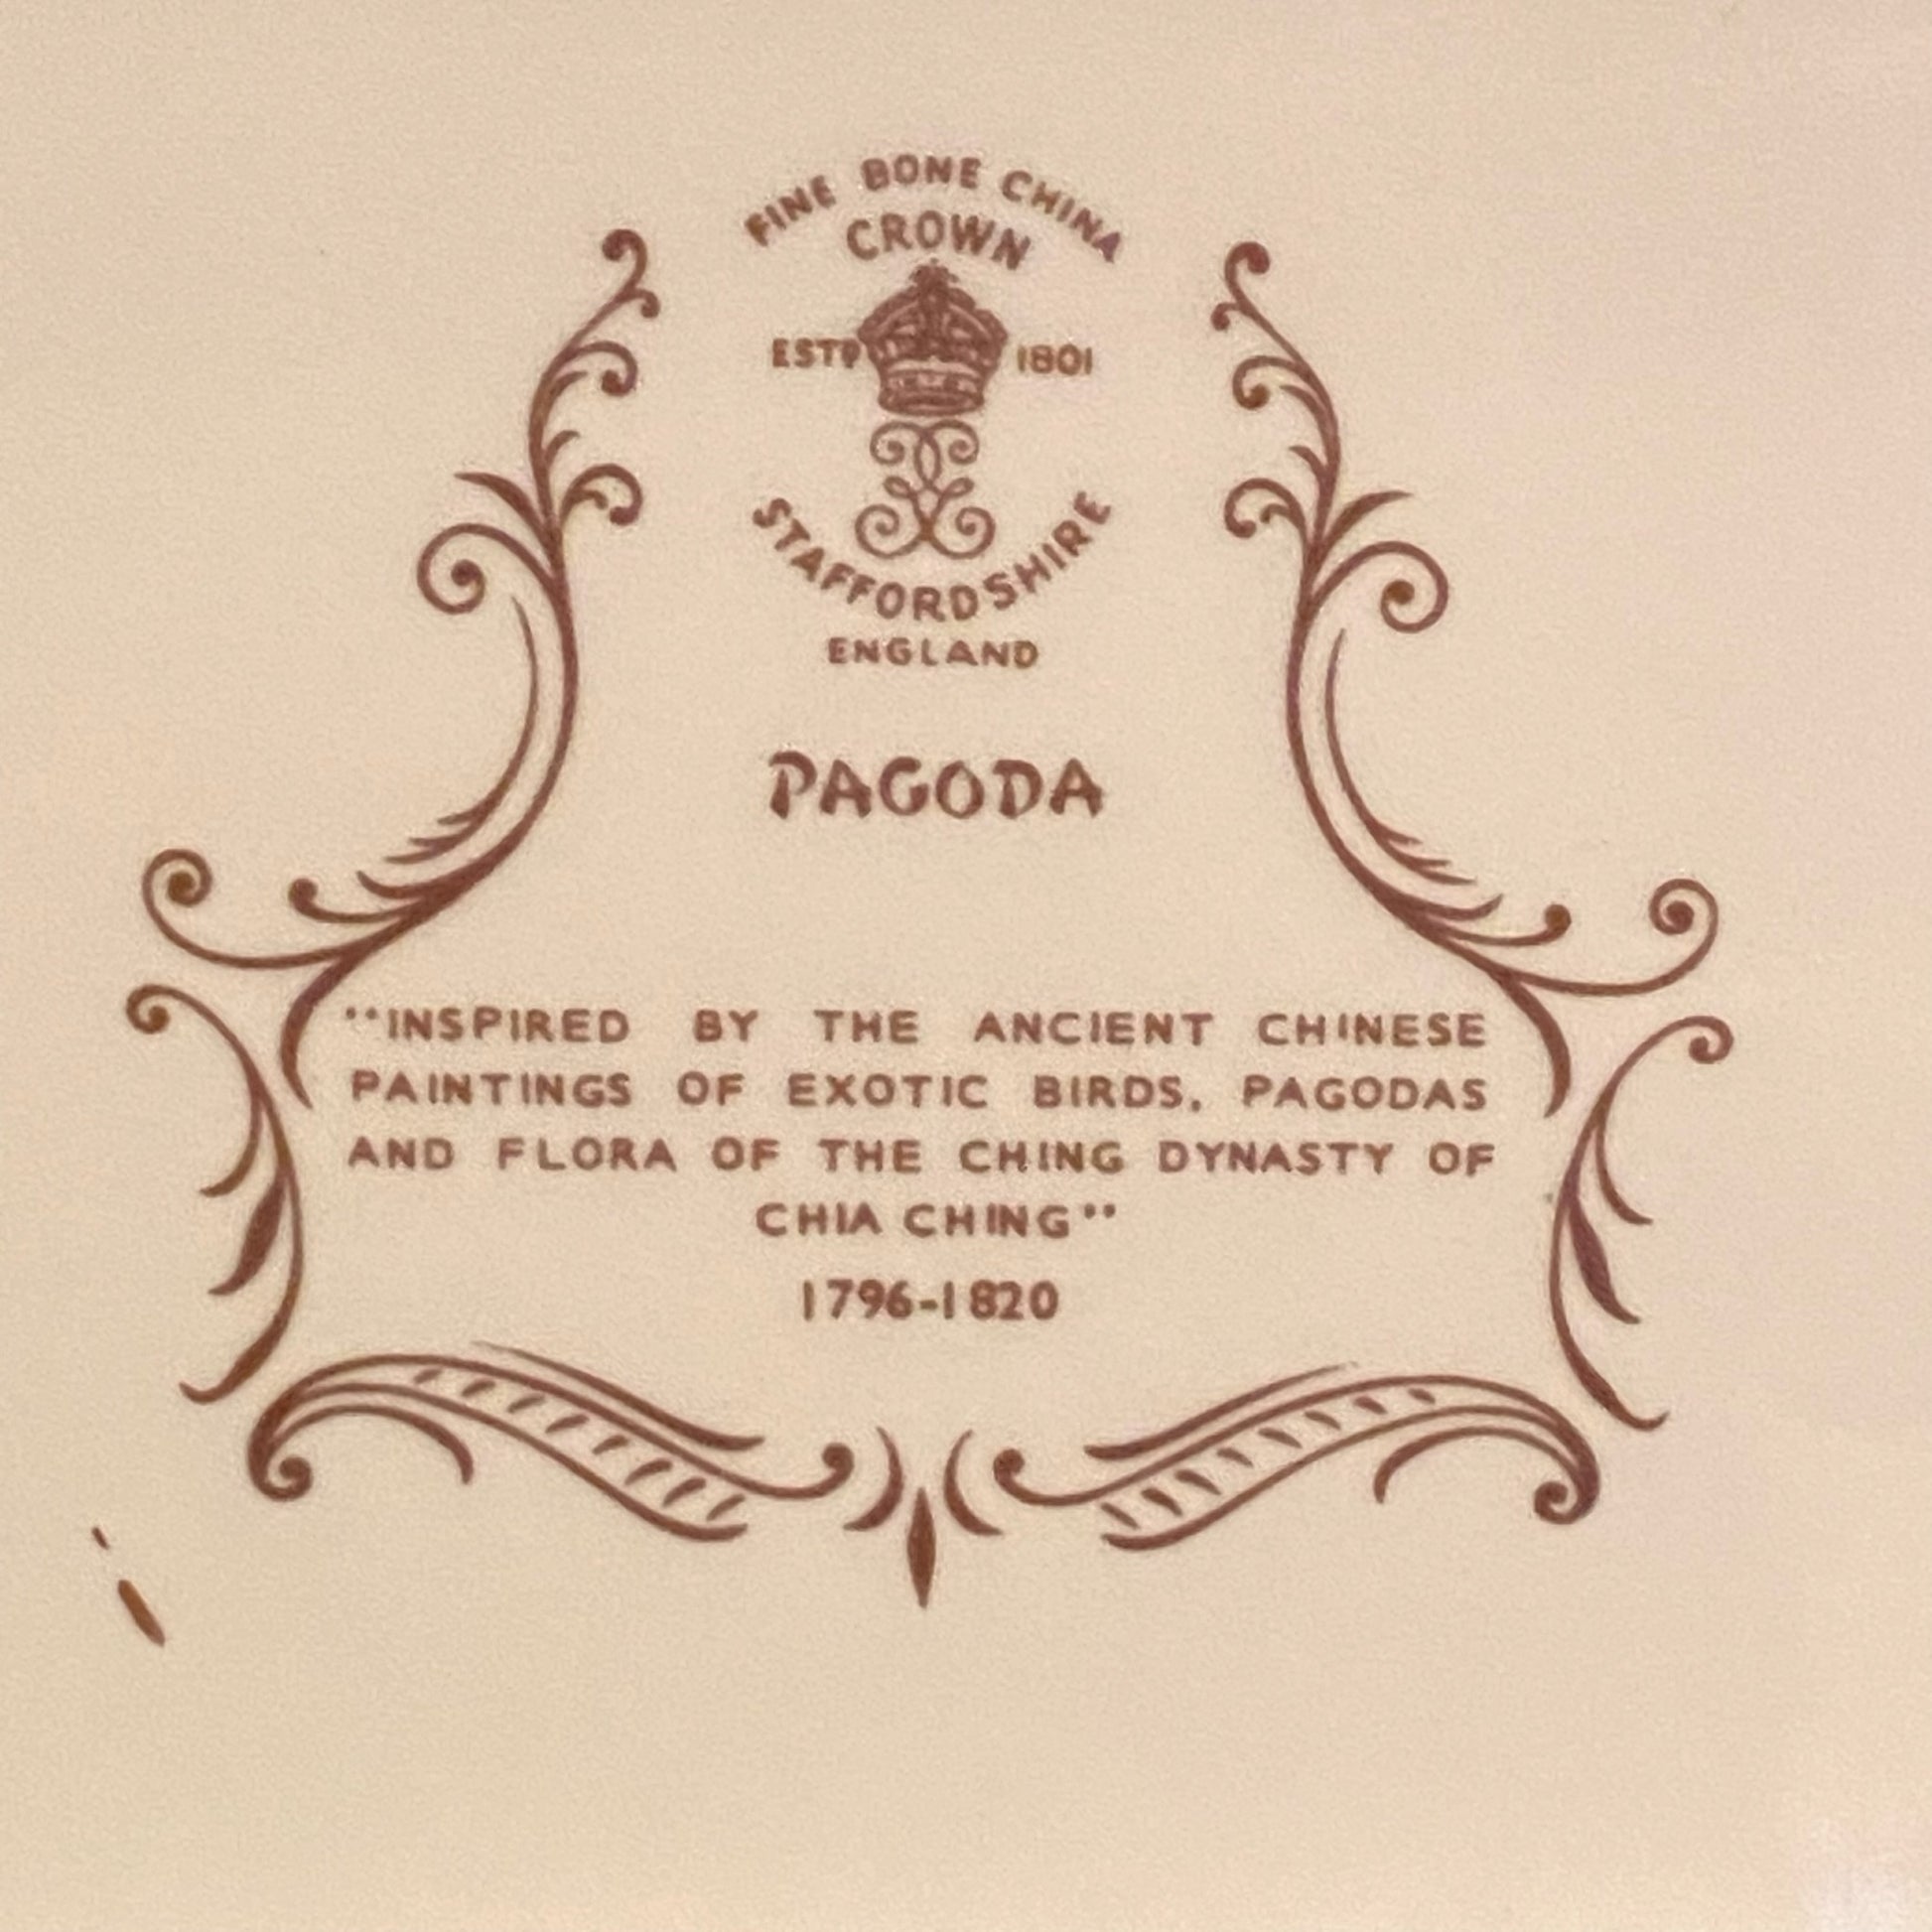 FINE BONE CHINA
CROWN
ESTD 1801
STAFFORDSHIRE
ENGLAND
PAGODA
"INSPIRED BY THE ANCIENT CHINESE
PAINTINGS OF EXOTIC BIRDS, PAGODAS
AND FLORA OF THE CHING DYNASTY OF
CHIA CHING"
1796-1820